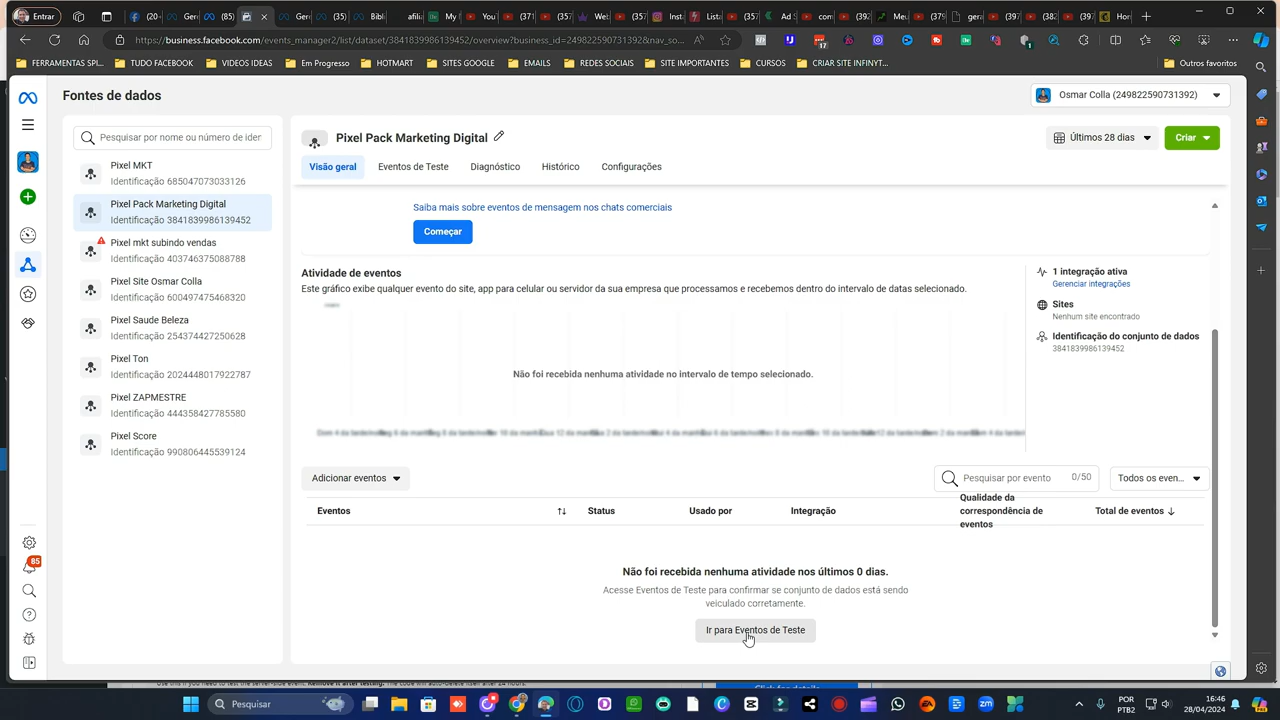 Entrar
https://business.facebook.com/events_manager2/list/dataset/3841839986139452/overview?business_id=249822590731392&nav_so...
FERRAMENTAS SPI...
TUDO FACEBOOK
VIDEOS IDEAS
Em Progresso
HOTMART
SITES GOOGLE
EMAILS
REDES SOCIAIS
SITE IMPORTANTES
CURSOS
CRIAR SITE INFINYT...
Outros favoritos
Fontes de dados
Osmar Colla (249822590731392)
Pesquisar por nome ou número de iden
Pixel MKT
Identificação 685047073033126
Pixel Pack Marketing Digital
Identificação 3841839986139452
Pixel mkt subindo vendas
Identificação 403746375088788
Pixel Site Osmar Colla
Identificação 600497475468320
Pixel Saude Beleza
Identificação 254374427250628
Pixel Ton
Identificação 2024448017922787
Pixel ZAPMESTRE
Identificação 444358427785580
Pixel Score
Identificação 990806445539124
85
Pixel Pack Marketing Digital
Últimos 28 dias
Criar
Visão geral
Eventos de Teste
Diagnóstico
Histórico
Configurações
Saiba mais sobre eventos de mensagem nos chats comerciais
Começar
Atividade de eventos
Este gráfico exibe qualquer evento do site, app para celular ou servidor da sua empresa que processamos e recebemos dentro do intervalo de datas selecionado.
Não foi recebida nenhuma atividade no intervalo de tempo selecionado.
1 integração ativa
Gerenciar integrações
Sites
Nenhum site encontrado
Identificação do conjunto de dados
3841839986139452
Adicionar eventos
Pesquisar por evento
0/50
Todos os even...
Eventos
Status
Usado por
Integração
Qualidade da
correspondência de
eventos
Total de eventos
Não foi recebida nenhuma atividade nos últimos 0 dias.
Acesse Eventos de Teste para confirmar se conjunto de dados está sendo
veiculado corretamente.
Ir para Eventos de Teste
Pesquisar
POR
PTB2
16:46
28/04/2024